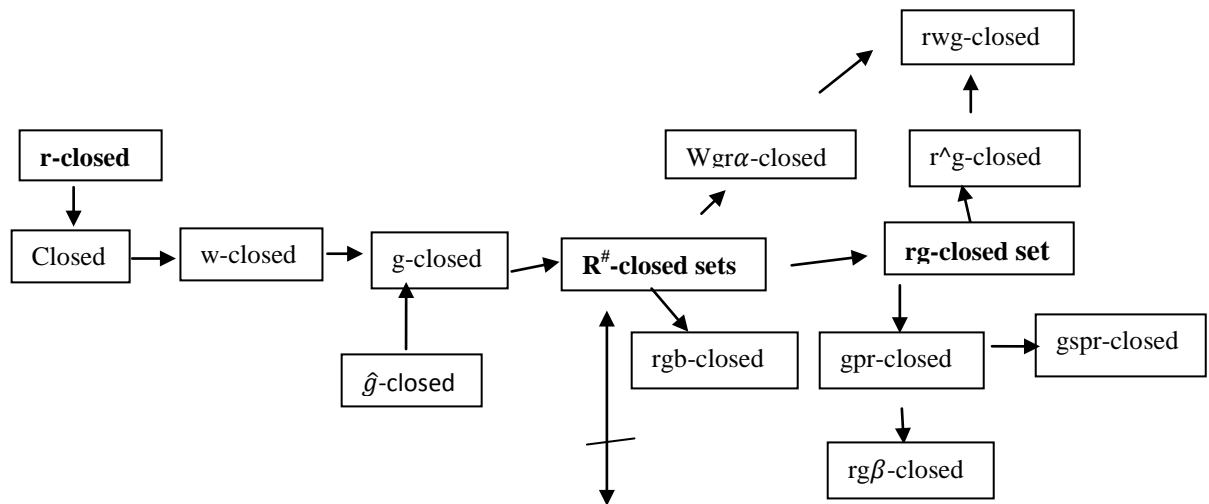 rwg-closed
r-closed
Wgrα-closed
r^g-closed
Closed
w-closed
g-closed
R#-closed sets
rg-closed set
rgb-closed
gpr-closed
gspr-closed
ĝ-closed
rgβ-closed